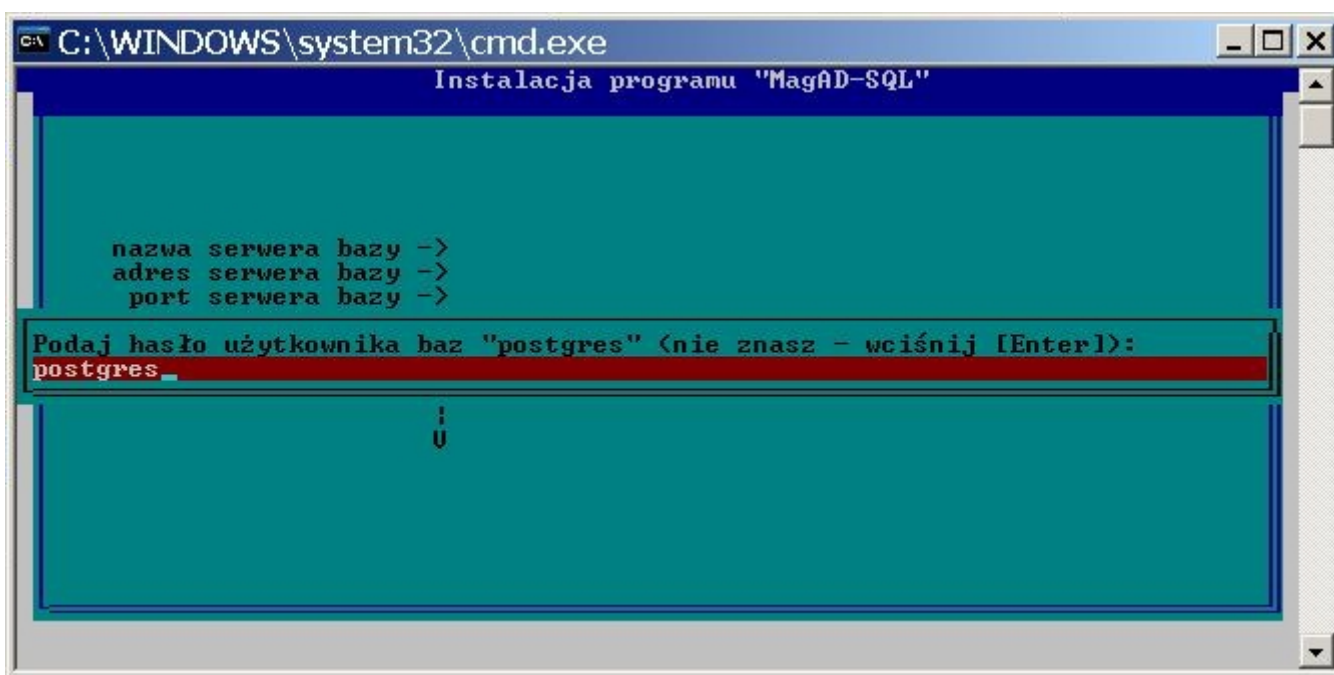 C:\WINDOWS\system32\cmd.exe
Instalacja programu "MagAD-SQL"
nazwa serwera bazy ->
adres serwera bazy ->
port serwera bazy ->
Podaj hasło użytkownika baz "postgres" (nie znasz - wciśnij [Enter]):
postgres_